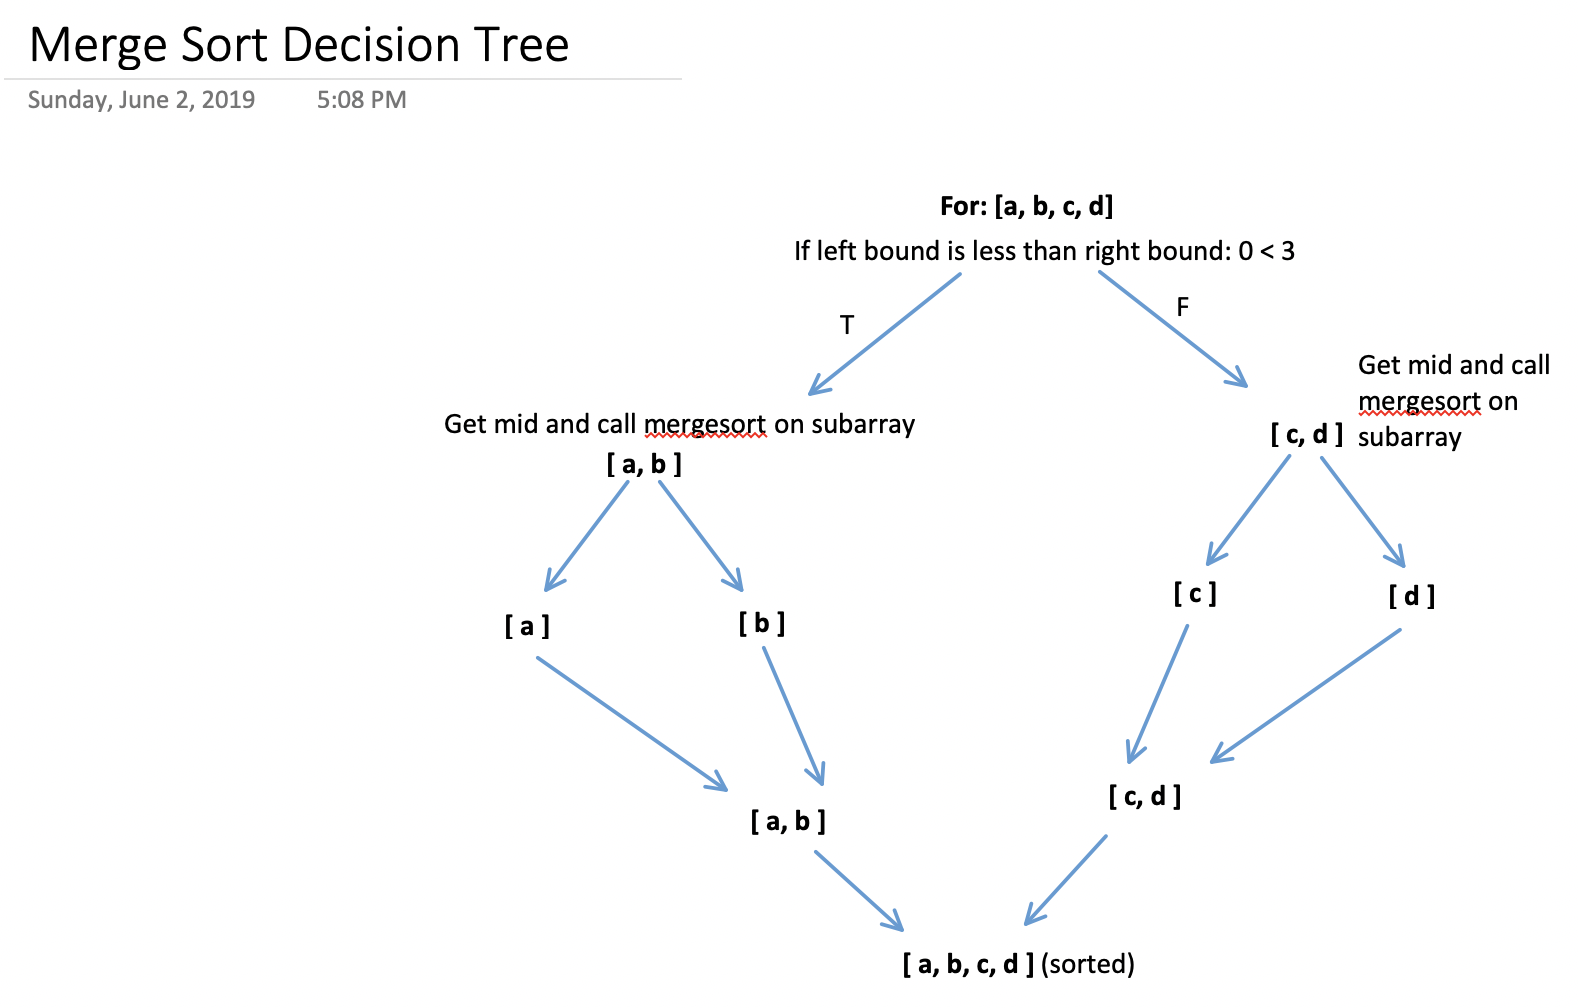 Merge Sort Decision Tree
Sunday, June 2, 2019 5:08 PM
For: [a, b, c, d]
If left bound is less than right bound: 0 < 3
T
F
Get mid and call mergesort on subarray
[ a, b ]
Get mid and call
mergesort on
subarray
[ c, d ]
[ a ]
[ b ]
[ c ]
[ d ]
[ a, b ]
[ c, d ]
[ a, b, c, d ] (sorted)